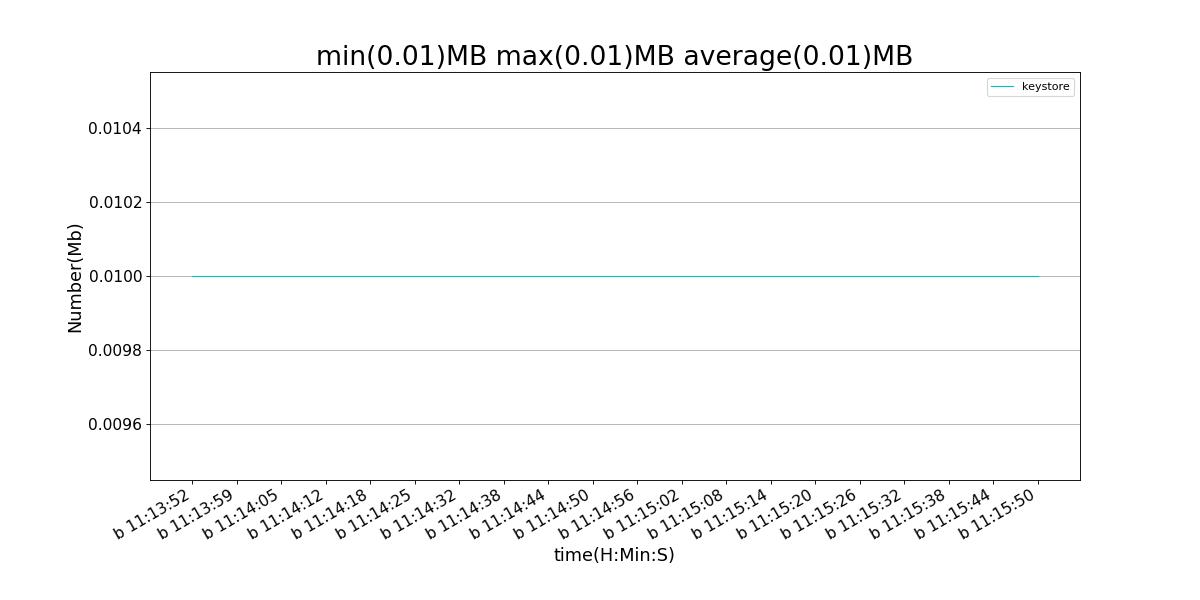 min(0.01)MB max(0.01)MB average(0.01)MB
keystore
0.0104
0.0102
0.0100
0.0098
0.0096
Number(Mb)
b 11:13:52
b 11:13:59
b 11:14:05
b 11:14:12
b 11:14:18
b 11:14:25
b 11:14:32
b 11:14:38
b 11:14:44
b 11:14:50
b 11:14:56
b 11:15:02
b 11:15:08
b 11:15:14
b 11:15:20
b 11:15:26
b 11:15:32
b 11:15:38
b 11:15:44
b 11:15:50
time(H:Min:S)